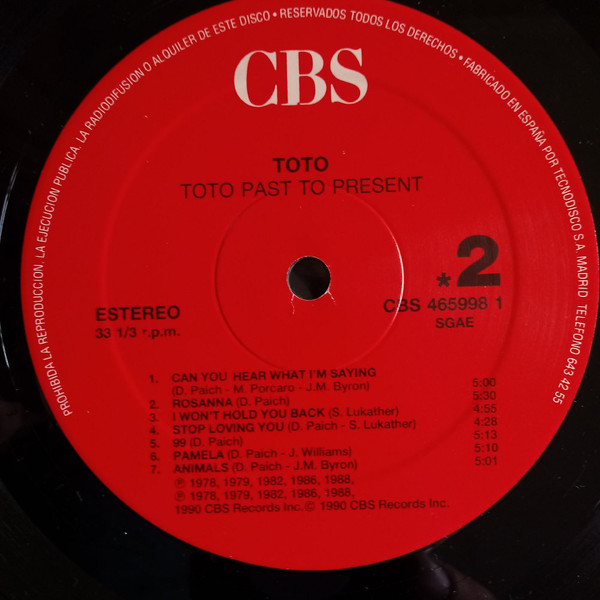 PROHIBIDA LA REPRODUCCION. LA EJECUCION PUBLICA. LA RADIODIFUSION O ALQUILER DE ESTE DISCO • RESERVADOS TODOS LOS DERECHOS • FABRICADO EN ESPAÑA POR TECNODISCO S A MADRID TELEFONO 643 42 55
CBS
TOTO
TOTO PAST TO PRESENT
*2
ESTEREO
33 1/3 r.p.m.
CBS 465998 1
SGAE
1. CAN YOU HEAR WHAT I'M SAYING
(D. Paich - M. Porcaro - J.M. Byron) 5:00
2. ROSANNA (D. Paich) 5:30
3. I WON'T HOLD YOU BACK (S. Lukather) 4:55
4. STOP LOVING YOU (D. Paich - S. Lukather) 4:28
5. 99 (D. Paich) 5:13
6. PAMELA (D. Paich - J. Williams) 5:10
7. ANIMALS (D. Paich - J.M. Byron) 5:01
℗ 1978, 1979, 1982, 1986, 1988,
℗ 1978, 1979, 1982, 1986, 1988,
1990 CBS Records Inc.© 1990 CBS Records Inc.